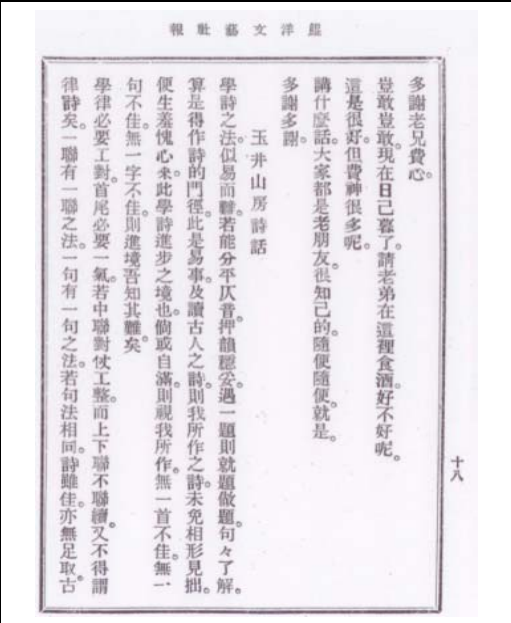 鯤洋文藝社報
多謝老兄費心。
豈敢豈敢。現在日已暮了。請老弟在這裡食酒。好不好呢。
這是很好。但費神很多呢。
講什麼話。大家都是老朋友。很知己的。隨便隨便。就是。
多謝多謝。
玉井山房詩話
學詩之法。似易而難。若能分平仄音。押韻穩妥。過一題則就題做題。句々了解。
算是得作詩的門徑。此是易事。及讀古人之詩。則我所作之詩。未免相形見拙。
便生羞愧心來。此學詩進步之境也。倘或自滿。則視我所作。無一首不佳。無一
句不佳。無一字不佳。則進境吾知其難矣
學律必要工對。首尾必要一氣。若中聯對仗工整。而上下聯不聯續。又不得謂
律詩矣。一聯有一聯之法。一句有一句之法。若句法相同。詩雖佳。亦無足取。古
十八